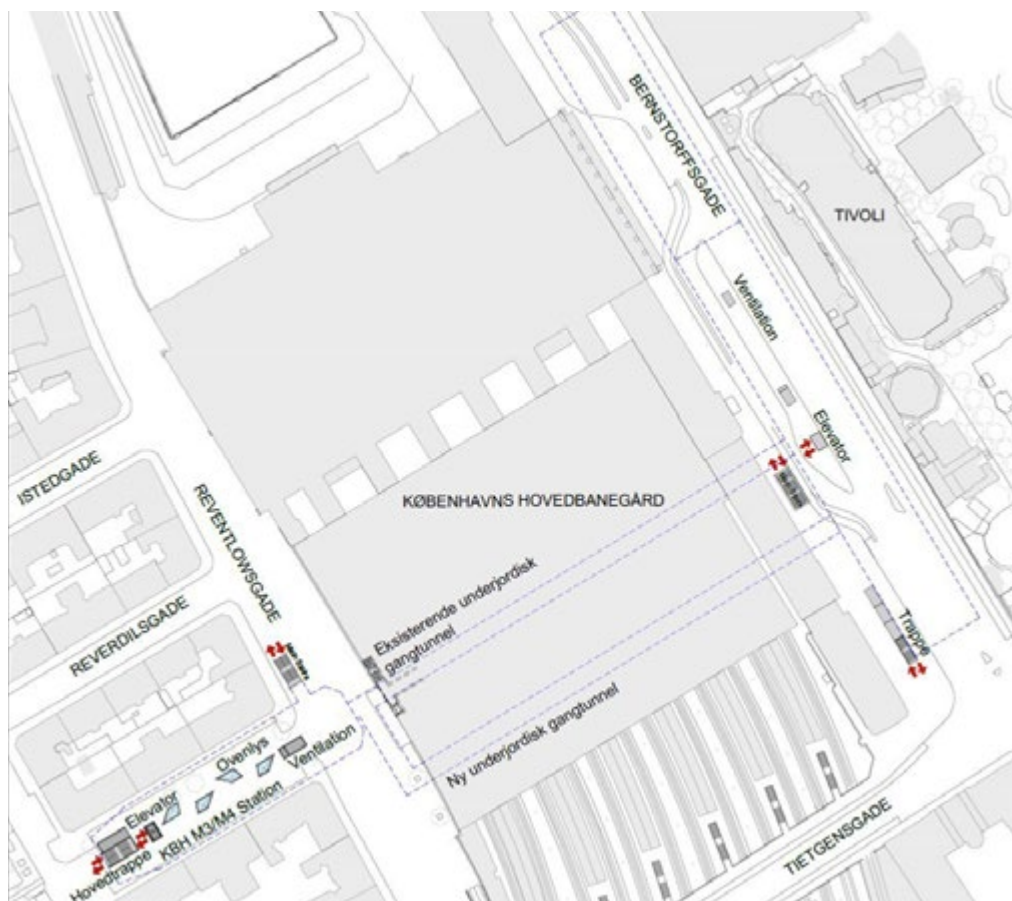 BERNSTORFFSGADE
TIVOLI
Ventilation
Elevator
KØBENHAVNS HOVEDBANEGÅRD
ISTEDGADE
REVENTLOWSGADE
Eksisterende underjordisk
gangtunnel
REVERDILSGADE
Trappe
Ny underjordisk gangtunnel
Ovenlys
Ventilation
Elevator
KBH M3/M4 Station
Hovedtrappe
TIETGENSGADE